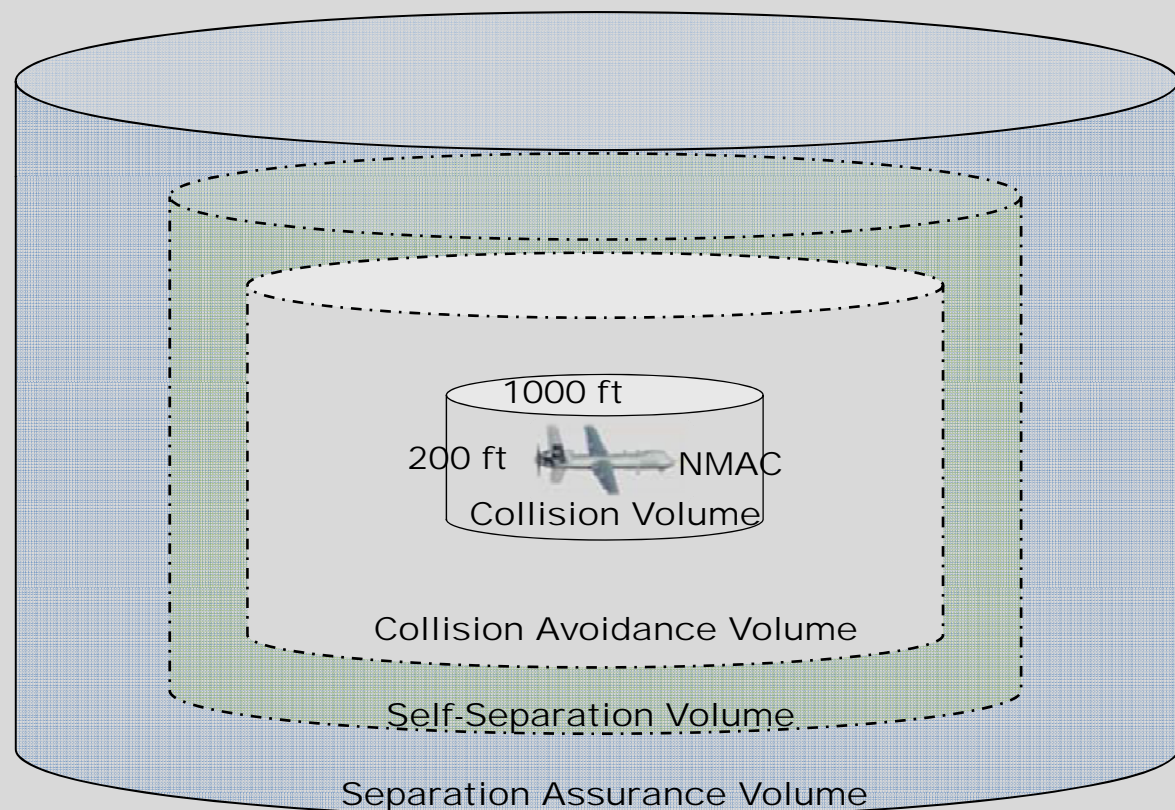 1000 ft
200 ft
NMAC
Collision Volume
Collision Avoidance Volume
Self-Separation Volume
Separation Assurance Volume